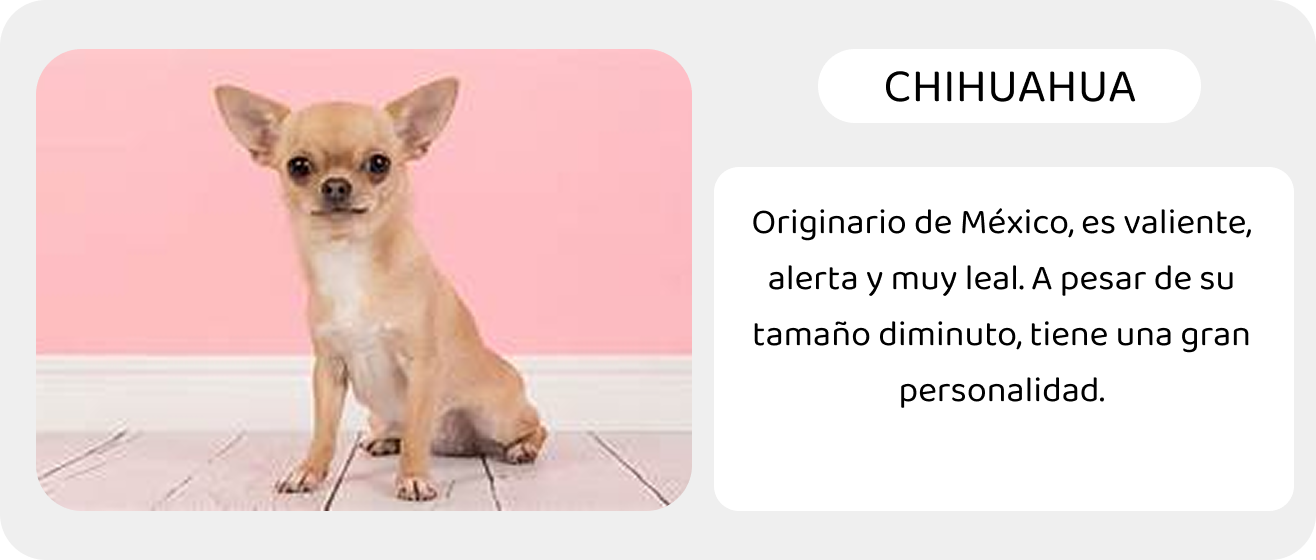 CHIHUAHUA
Originario de México, es valiente,
alerta y muy leal. A pesar de su
tamaño diminuto, tiene una gran
personalidad.